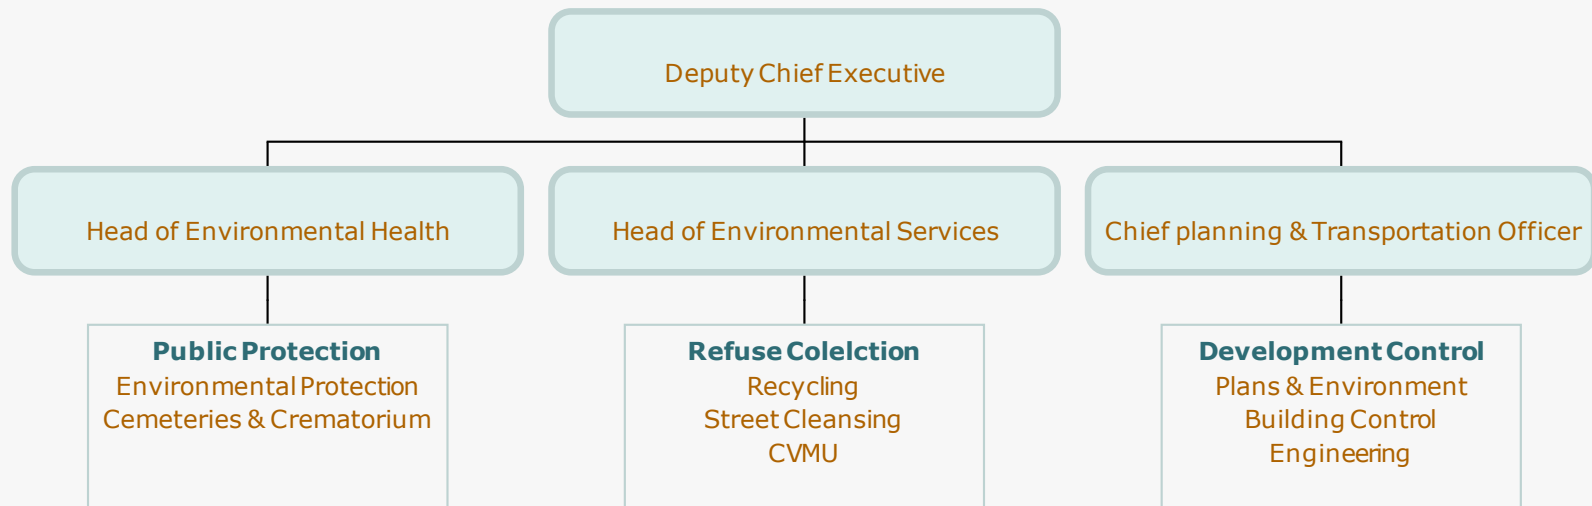 Deputy Chief Executive
Head of Environmental Health
Head of Environmental Services
Chief planning & Transportation Officer
Public Protection
Environmental Protection
Cemeteries & Crematorium
Refuse Colelction
Recycling
Street Cleansing
CVMU
Development Control
Plans & Environment
Building Control
Engineering